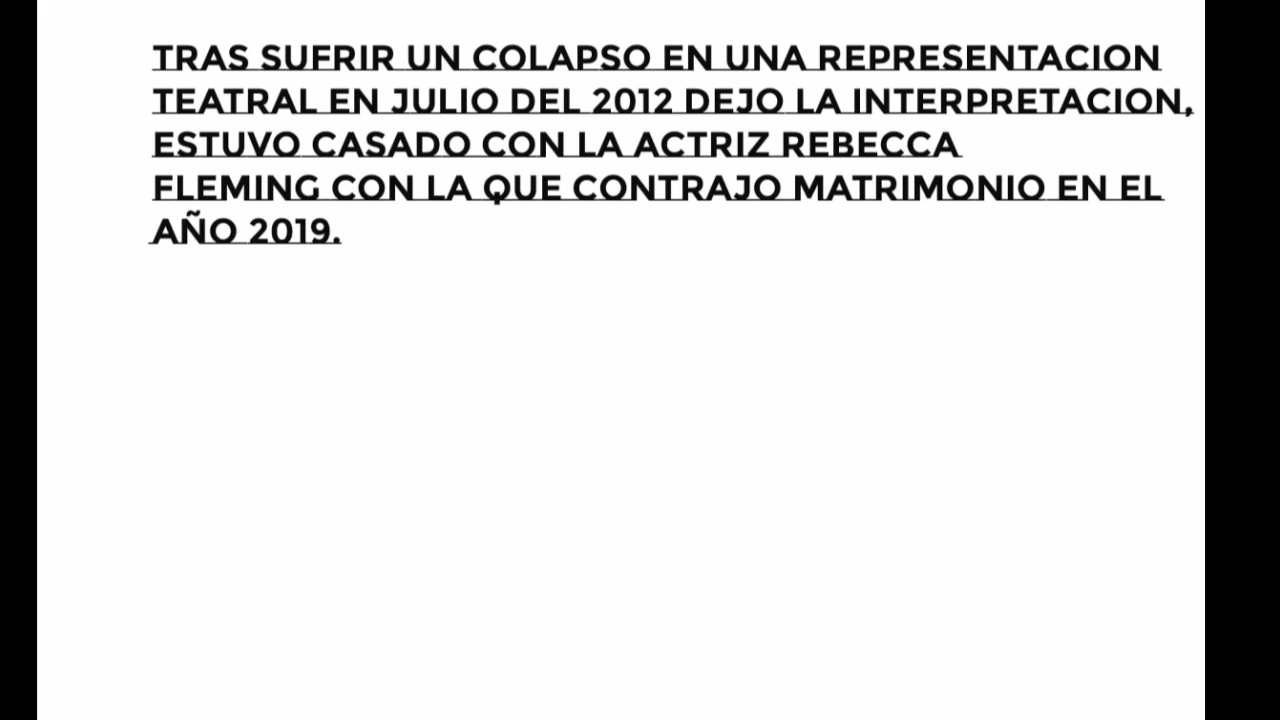 TRAS SUFRIR UN COLAPSO EN UNA REPRESENTACION
TEATRAL EN JULIO DEL 2012 DEJO LA INTERPRETACION,
ESTUVO CASADO CON LA ACTRIZ REBECCA
FLEMING CON LA QUE CONTRAJO MATRIMONIO EN EL
AÑO 2019.